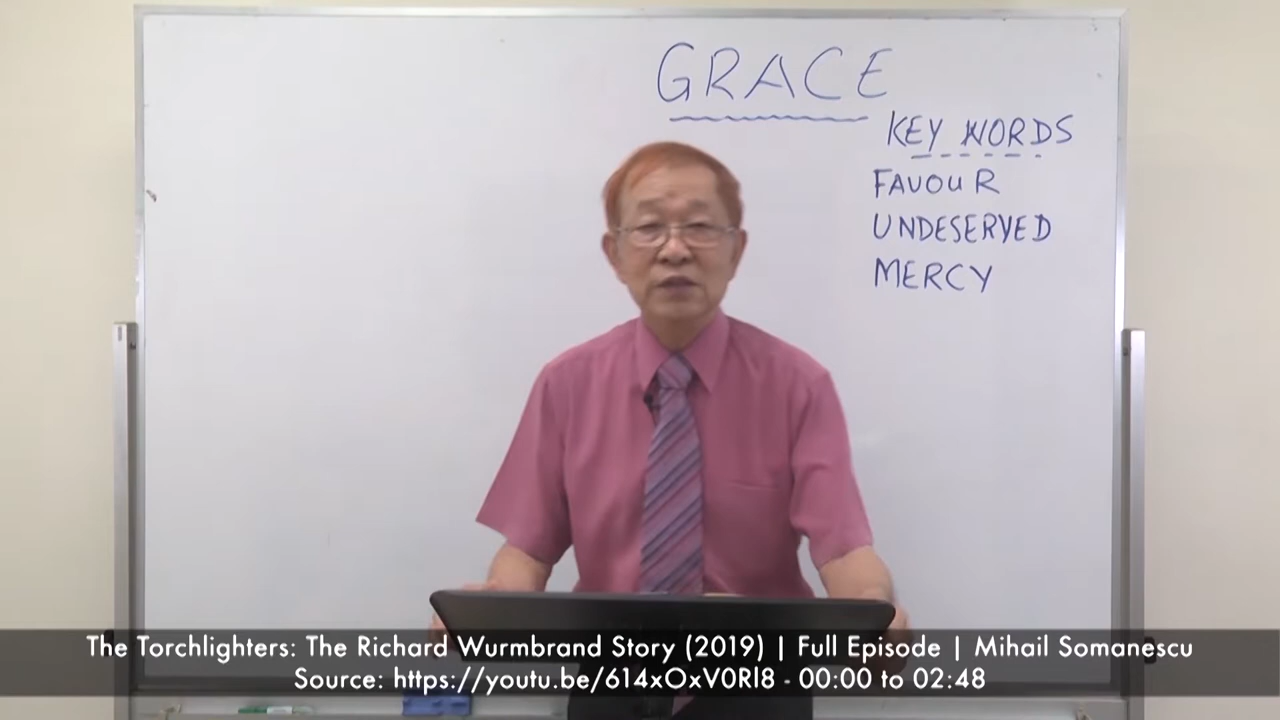 GRACE
KEY WORDS
FAVOUR
UNDESERVED
MERCY
The Torchlighters: The Richard Wurmbrand Story (2019) | Full Episode | Mihail Somanescu
Source: https://youtu.be/614xOxV0Rl8 - 00:00 to 02:48